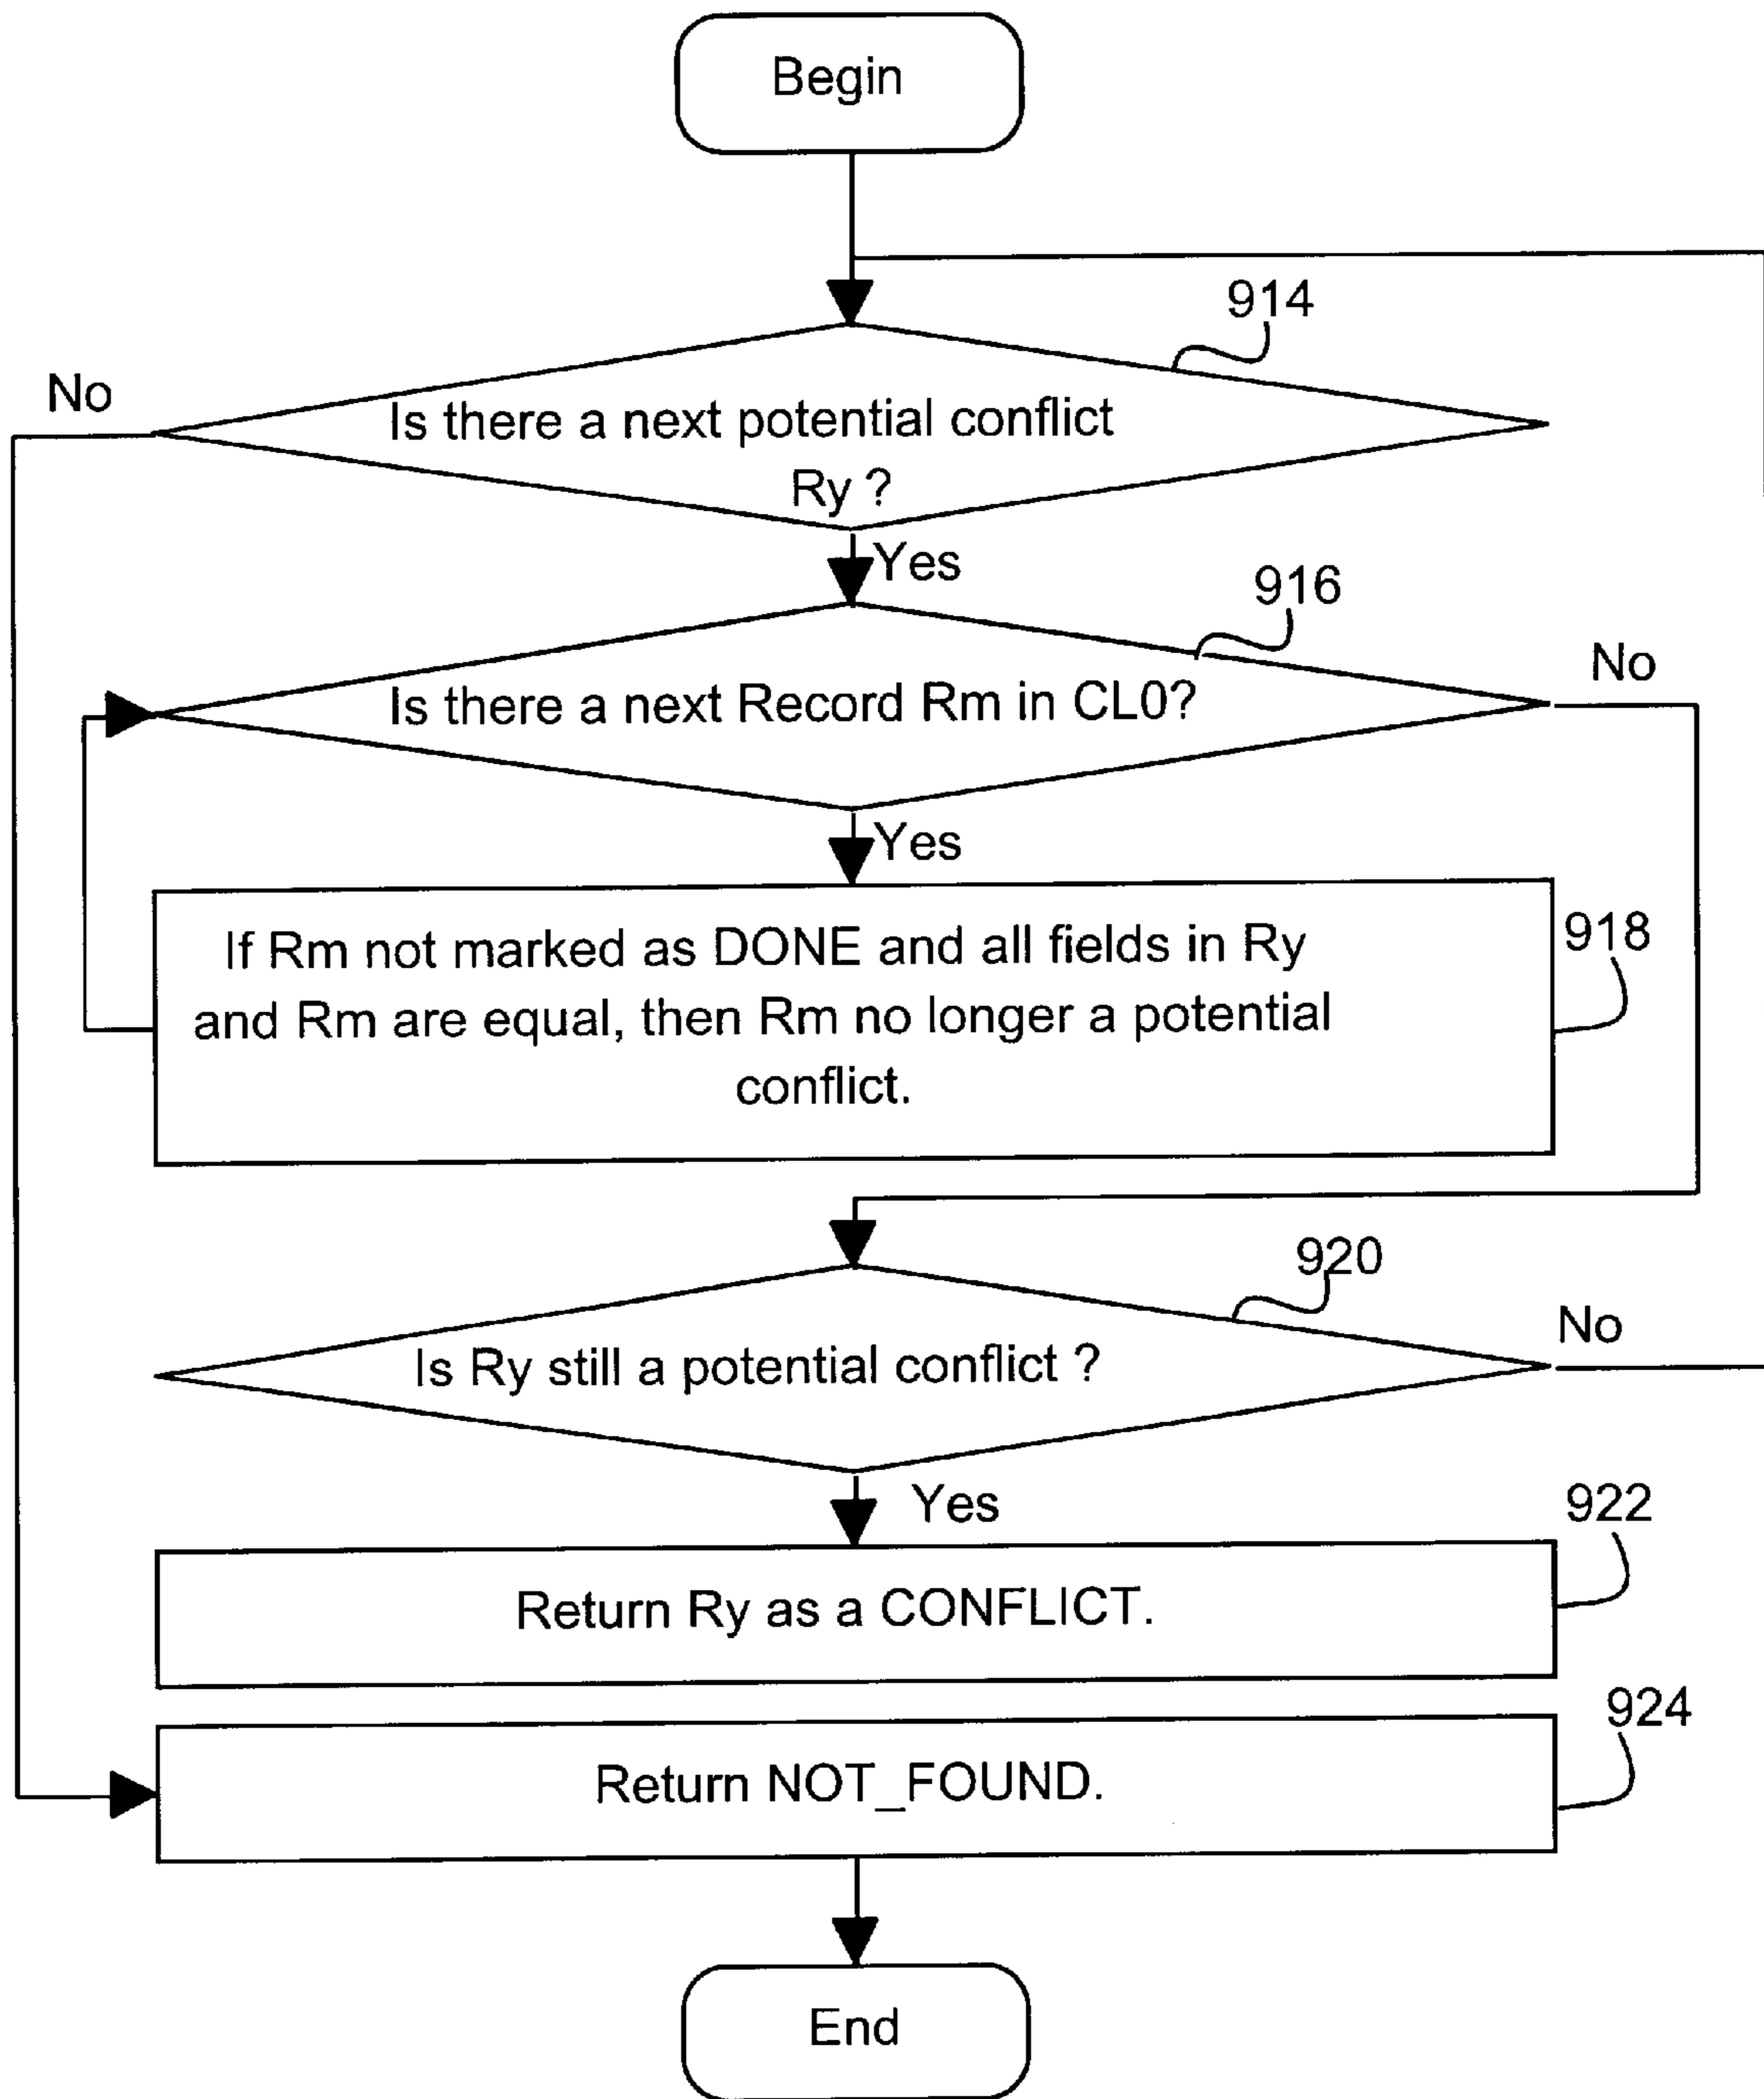 Begin
914
No
Is there a next potential conflict
Ry ?
Yes
916
No
Is there a next Record Rm in CL0?
Yes
918
If Rm not marked as DONE and all fields in Ry
and Rm are equal, then Rm no longer a potential
conflict.
920
No
Is Ry still a potential conflict ?
Yes
922
Return Ry as a CONFLICT.
924
Return NOT_FOUND.
End